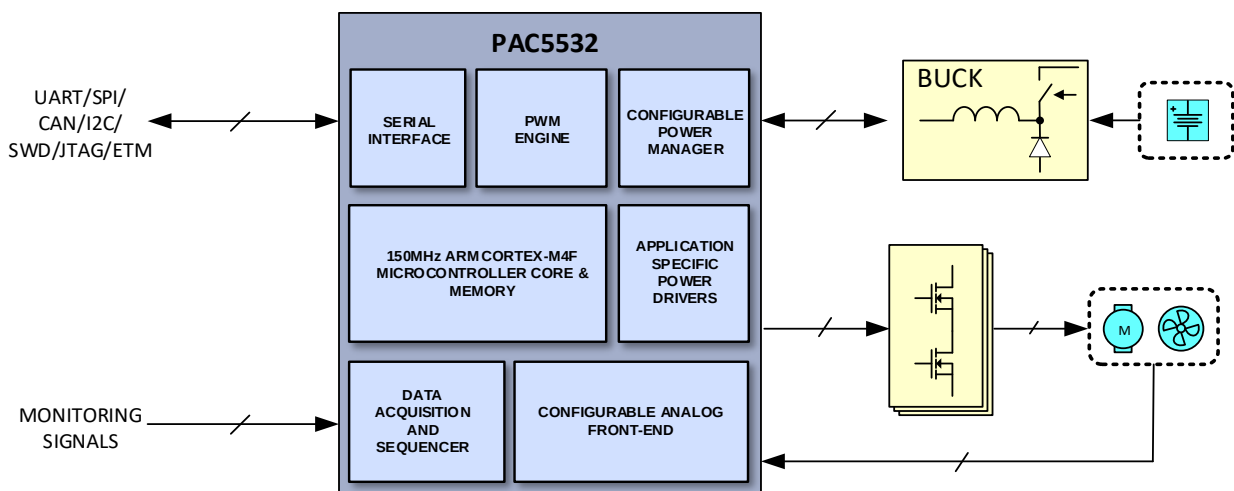 PAC5532
UART/SPI/
CAN/I2C/
SWD/JTAG/ETM
SERIAL
INTERFACE
PWM
ENGINE
CONFIGURABLE
POWER
MANAGER
BUCK
+
150MHz ARM CORTEX-M4F
MICROCONTROLLER CORE &
MEMORY
APPLICATION
SPECIFIC
POWER
DRIVERS
M
MONITORING
SIGNALS
DATA
ACQUISITION
AND
SEQUENCER
CONFIGURABLE ANALOG
FRONT-END